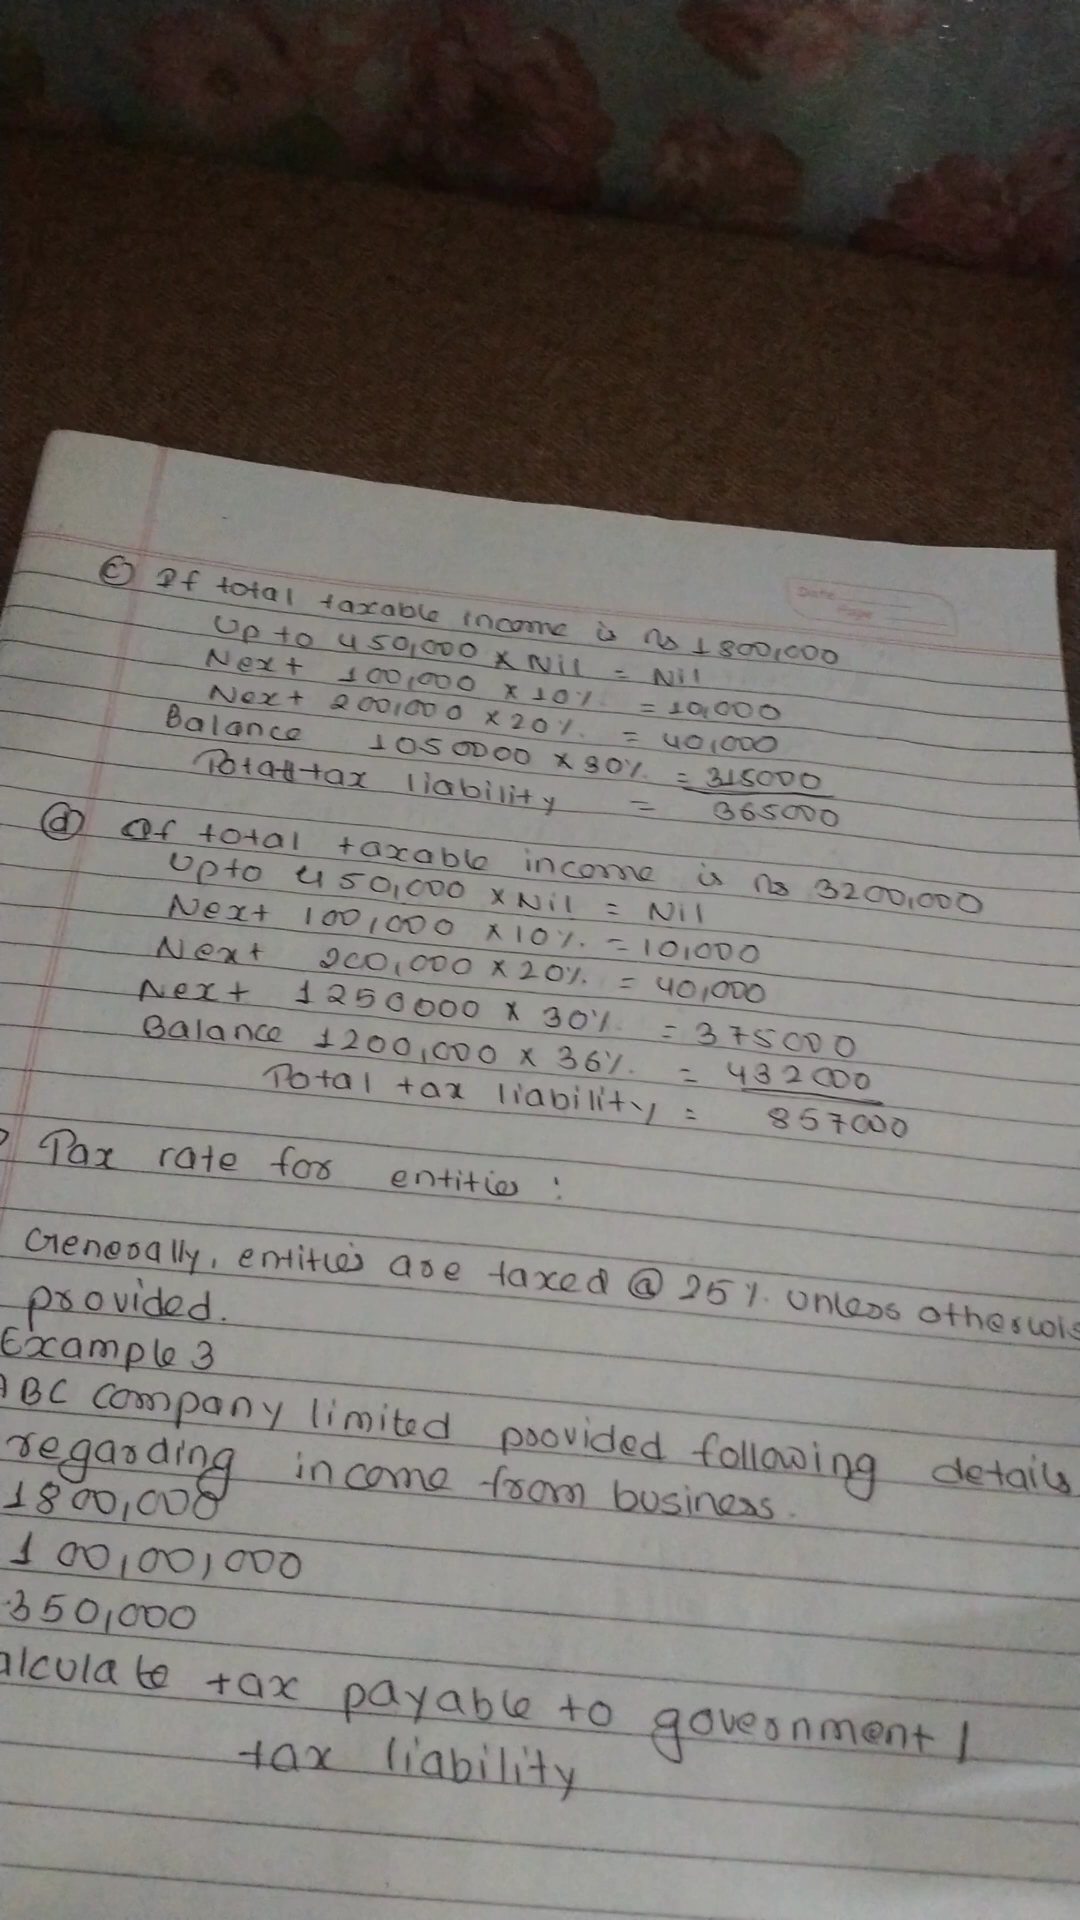 Date
Page
c) If total taxable income is Rs 1800,000
Up to 450,000 x Nil = Nil
Next 100,000 x 10% = 10,000
Next 200,000 x 20% = 40,000
Balance 1050000 x 30% = 315000
Total tax liability = 365000
d) If total taxable income is Rs 3200,000
Upto 450,000 x Nil = Nil
Next 100,000 x 10% = 10,000
Next 200,000 x 20% = 40,000
Next 1250000 x 30% = 375000
Balance 1200,000 x 36% = 432000
Total tax liability = 857000
Tax rate for entities :
Generally, entities are taxed @ 25% unless otherwis
provided.
Example 3
ABC company limited provided following details
regarding income from business.
1800,000
100,00,000
350,000
alculate tax payable to government /
tax liability